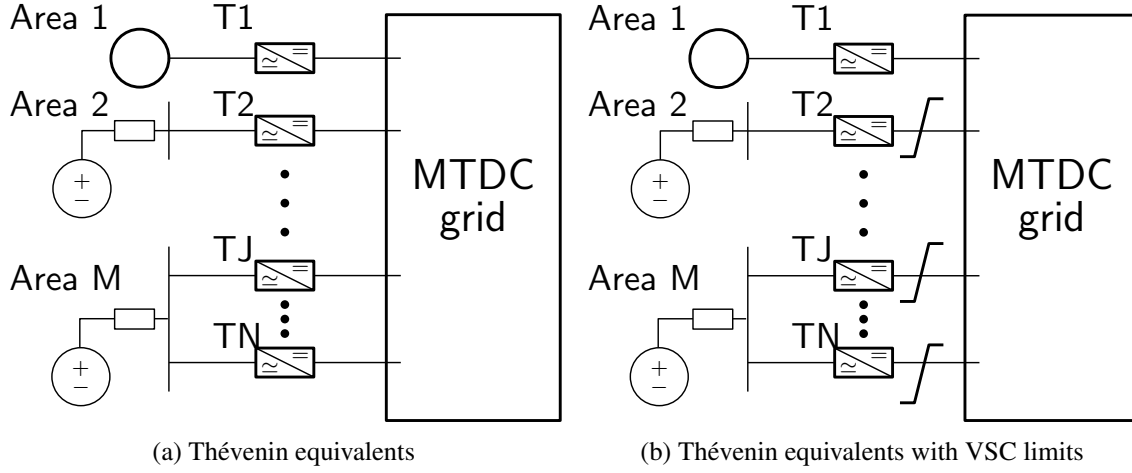 Area 1
T1
Area 2
T2
MTDC
grid
TJ
Area M
TN
(a) Thévenin equivalents
Area 1
T1
Area 2
T2
MTDC
grid
TJ
Area M
TN
(b) Thévenin equivalents with VSC limits